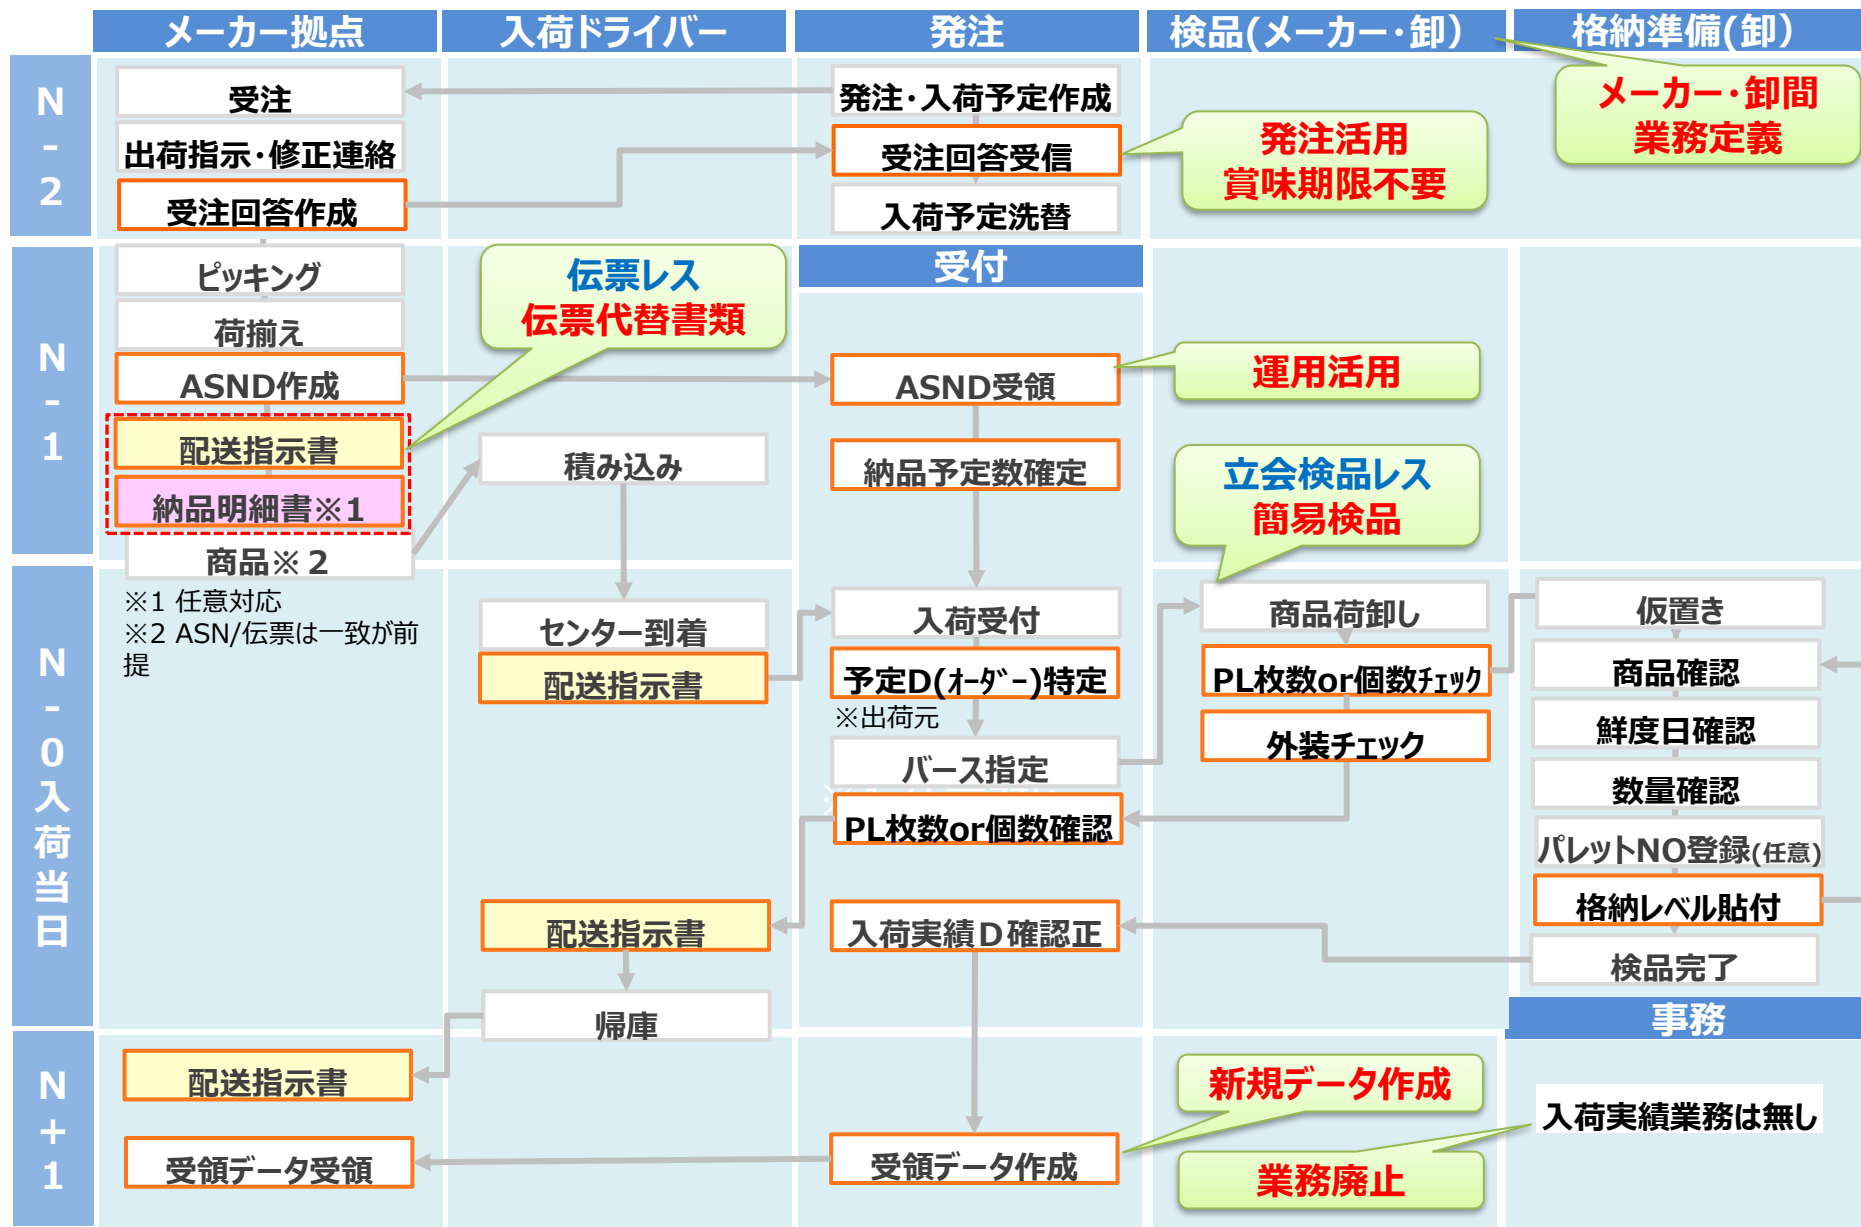 メーカー拠点
入荷ドライバー
発注
検品(メーカー・卸)
格納準備(卸)
N-2
受注
発注・入荷予定作成
メーカー・卸間
業務定義
出荷指示・修正連絡
受注回答受信
発注活用
賞味期限不要
受注回答作成
入荷予定洗替
N-1
ピッキング
伝票レス
伝票代替書類
受付
荷揃え
ASND作成
ASND受領
運用活用
配送指示書
積み込み
納品予定数確定
立会検品レス
簡易検品
納品明細書※1
商品※2
N-0入荷当日
※1 任意対応
※2 ASN/伝票は一致が前
提
センター到着
入荷受付
商品荷卸し
仮置き
配送指示書
予定D(オーダー)特定
※出荷元
PL枚数or個数チェック
商品確認
外装チェック
鮮度日確認
バース指定
数量確認
PL枚数or個数確認
パレットNO登録(任意)
格納レベル貼付
配送指示書
入荷実績D確認正
検品完了
帰庫
事務
N+1
配送指示書
新規データ作成
入荷実績業務は無し
受領データ受領
受領データ作成
業務廃止